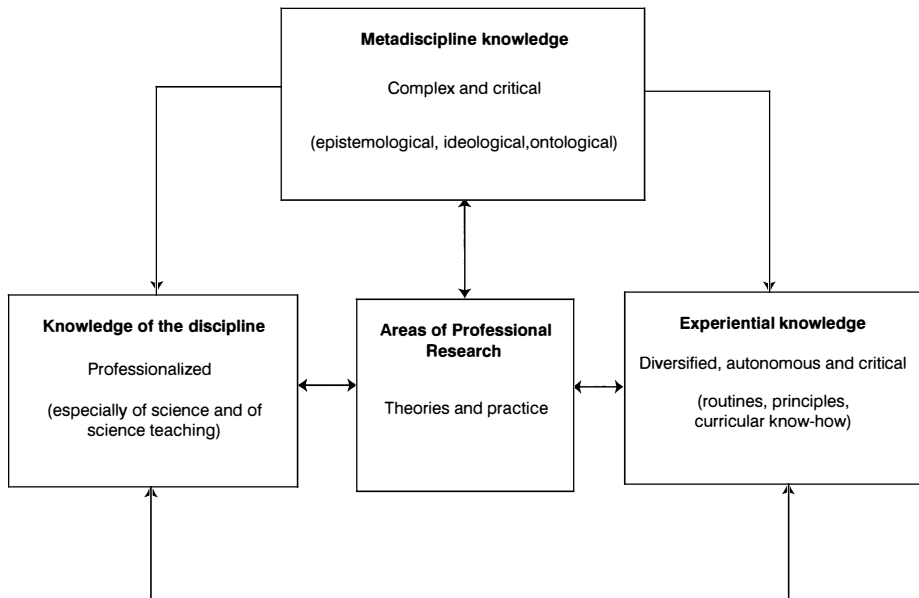 Metadiscipline knowledge
Complex and critical
(epistemological, ideological,ontological)
Knowledge of the discipline
Professionalized
(especially of science and of
science teaching)
Areas of Professional
Research
Theories and practice
Experiential knowledge
Diversified, autonomous and critical
(routines, principles,
curricular know-how)